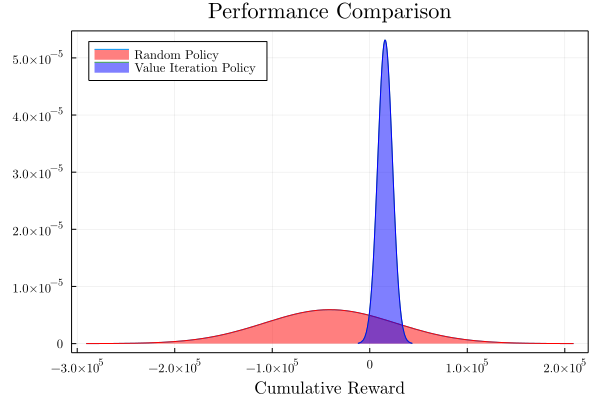 Performance Comparison
Random Policy
Value Iteration Policy
5.0×10⁻⁵
4.0×10⁻⁵
3.0×10⁻⁵
2.0×10⁻⁵
1.0×10⁻⁵
0
−3.0×10⁵ −2.0×10⁵ −1.0×10⁵ 0 1.0×10⁵ 2.0×10⁵
Cumulative Reward